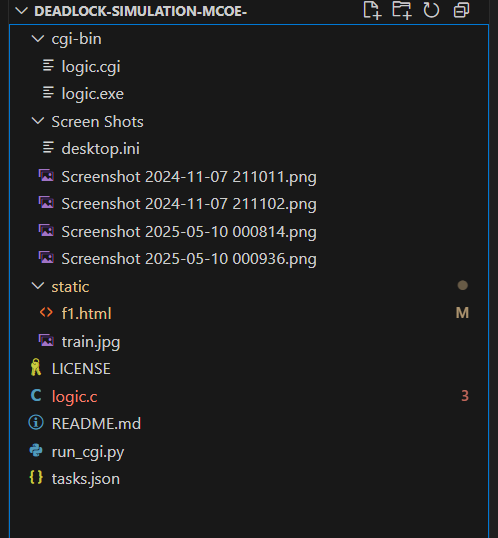 DEADLOCK-SIMULATION-MCOE-
cgi-bin
logic.cgi
logic.exe
Screen Shots
desktop.ini
Screenshot 2024-11-07 211011.png
Screenshot 2024-11-07 211102.png
Screenshot 2025-05-10 000814.png
Screenshot 2025-05-10 000936.png
static
f1.html M
train.jpg
LICENSE
C logic.c 3
README.md
run_cgi.py
{} tasks.json